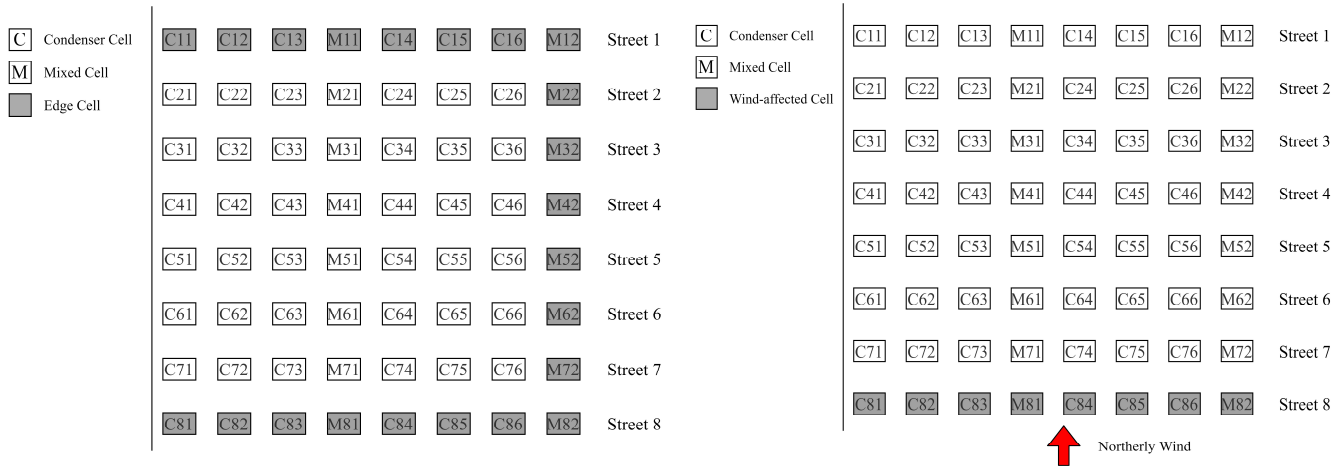 C Condenser Cell
M Mixed Cell
Edge Cell
C11 C12 C13 M11 C14 C15 C16 M12 Street 1
C21 C22 C23 M21 C24 C25 C26 M22 Street 2
C31 C32 C33 M31 C34 C35 C36 M32 Street 3
C41 C42 C43 M41 C44 C45 C46 M42 Street 4
C51 C52 C53 M51 C54 C55 C56 M52 Street 5
C61 C62 C63 M61 C64 C65 C66 M62 Street 6
C71 C72 C73 M71 C74 C75 C76 M72 Street 7
C81 C82 C83 M81 C84 C85 C86 M82 Street 8
C Condenser Cell
M Mixed Cell
Wind-affected Cell
C11 C12 C13 M11 C14 C15 C16 M12 Street 1
C21 C22 C23 M21 C24 C25 C26 M22 Street 2
C31 C32 C33 M31 C34 C35 C36 M32 Street 3
C41 C42 C43 M41 C44 C45 C46 M42 Street 4
C51 C52 C53 M51 C54 C55 C56 M52 Street 5
C61 C62 C63 M61 C64 C65 C66 M62 Street 6
C71 C72 C73 M71 C74 C75 C76 M72 Street 7
C81 C82 C83 M81 C84 C85 C86 M82 Street 8
Northerly Wind